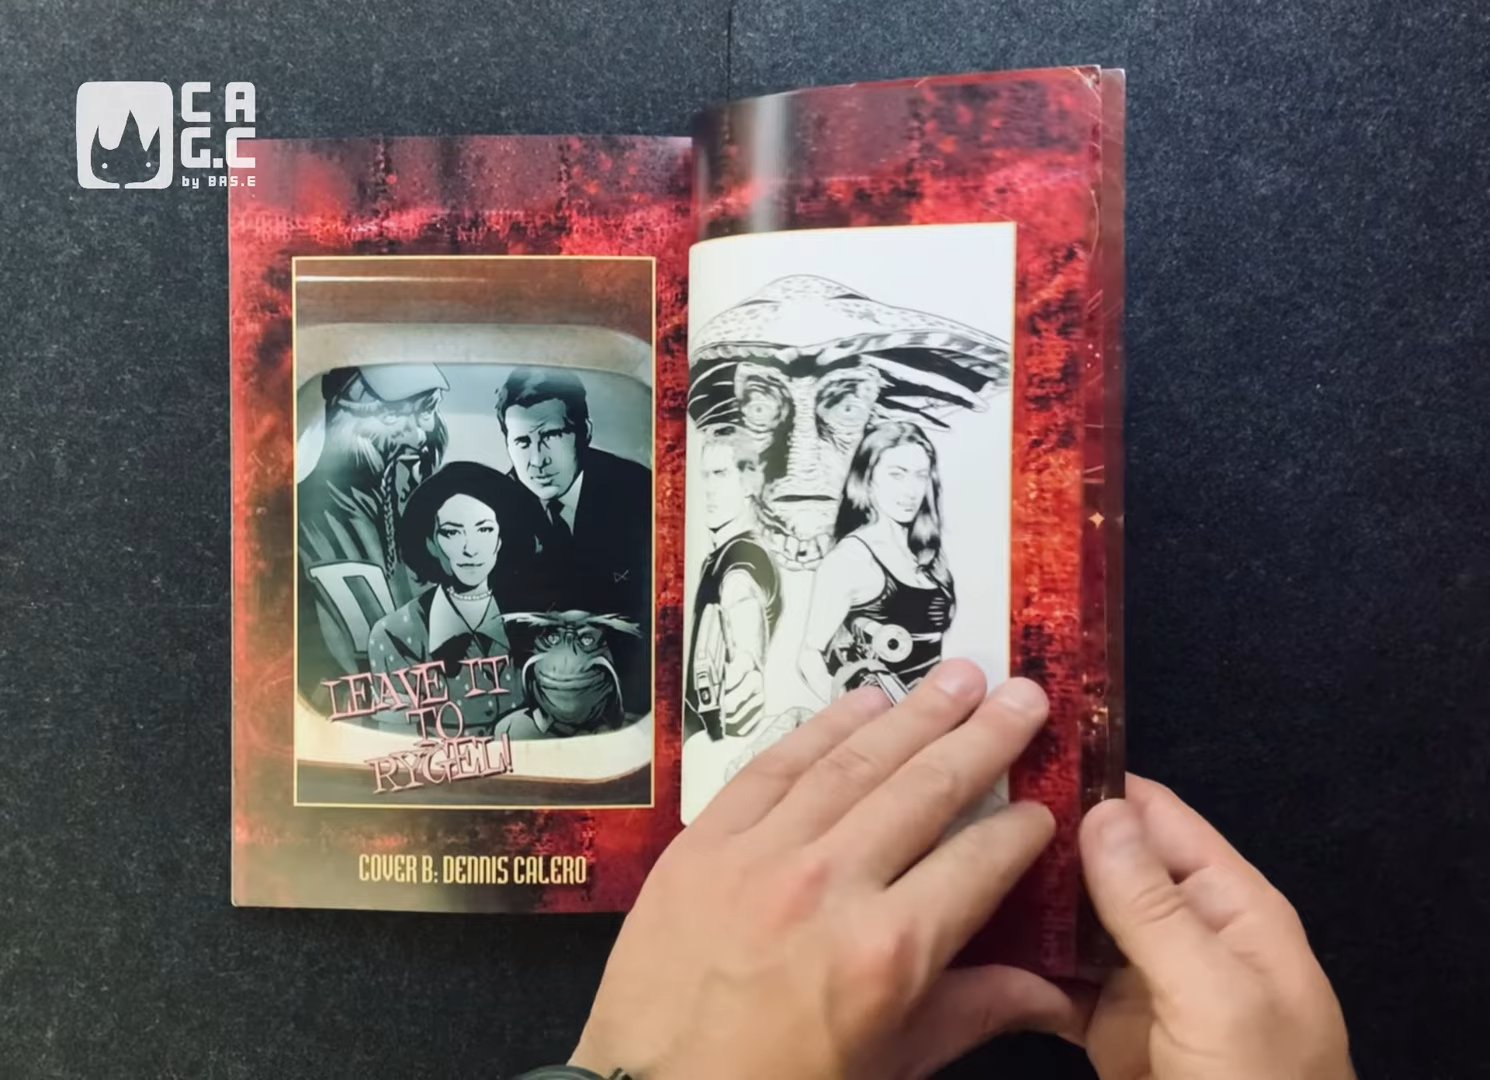 CA
G.C
by BAS.E
LEAVE IT
TO
RYGEL!
COVER B: DENNIS CALERO